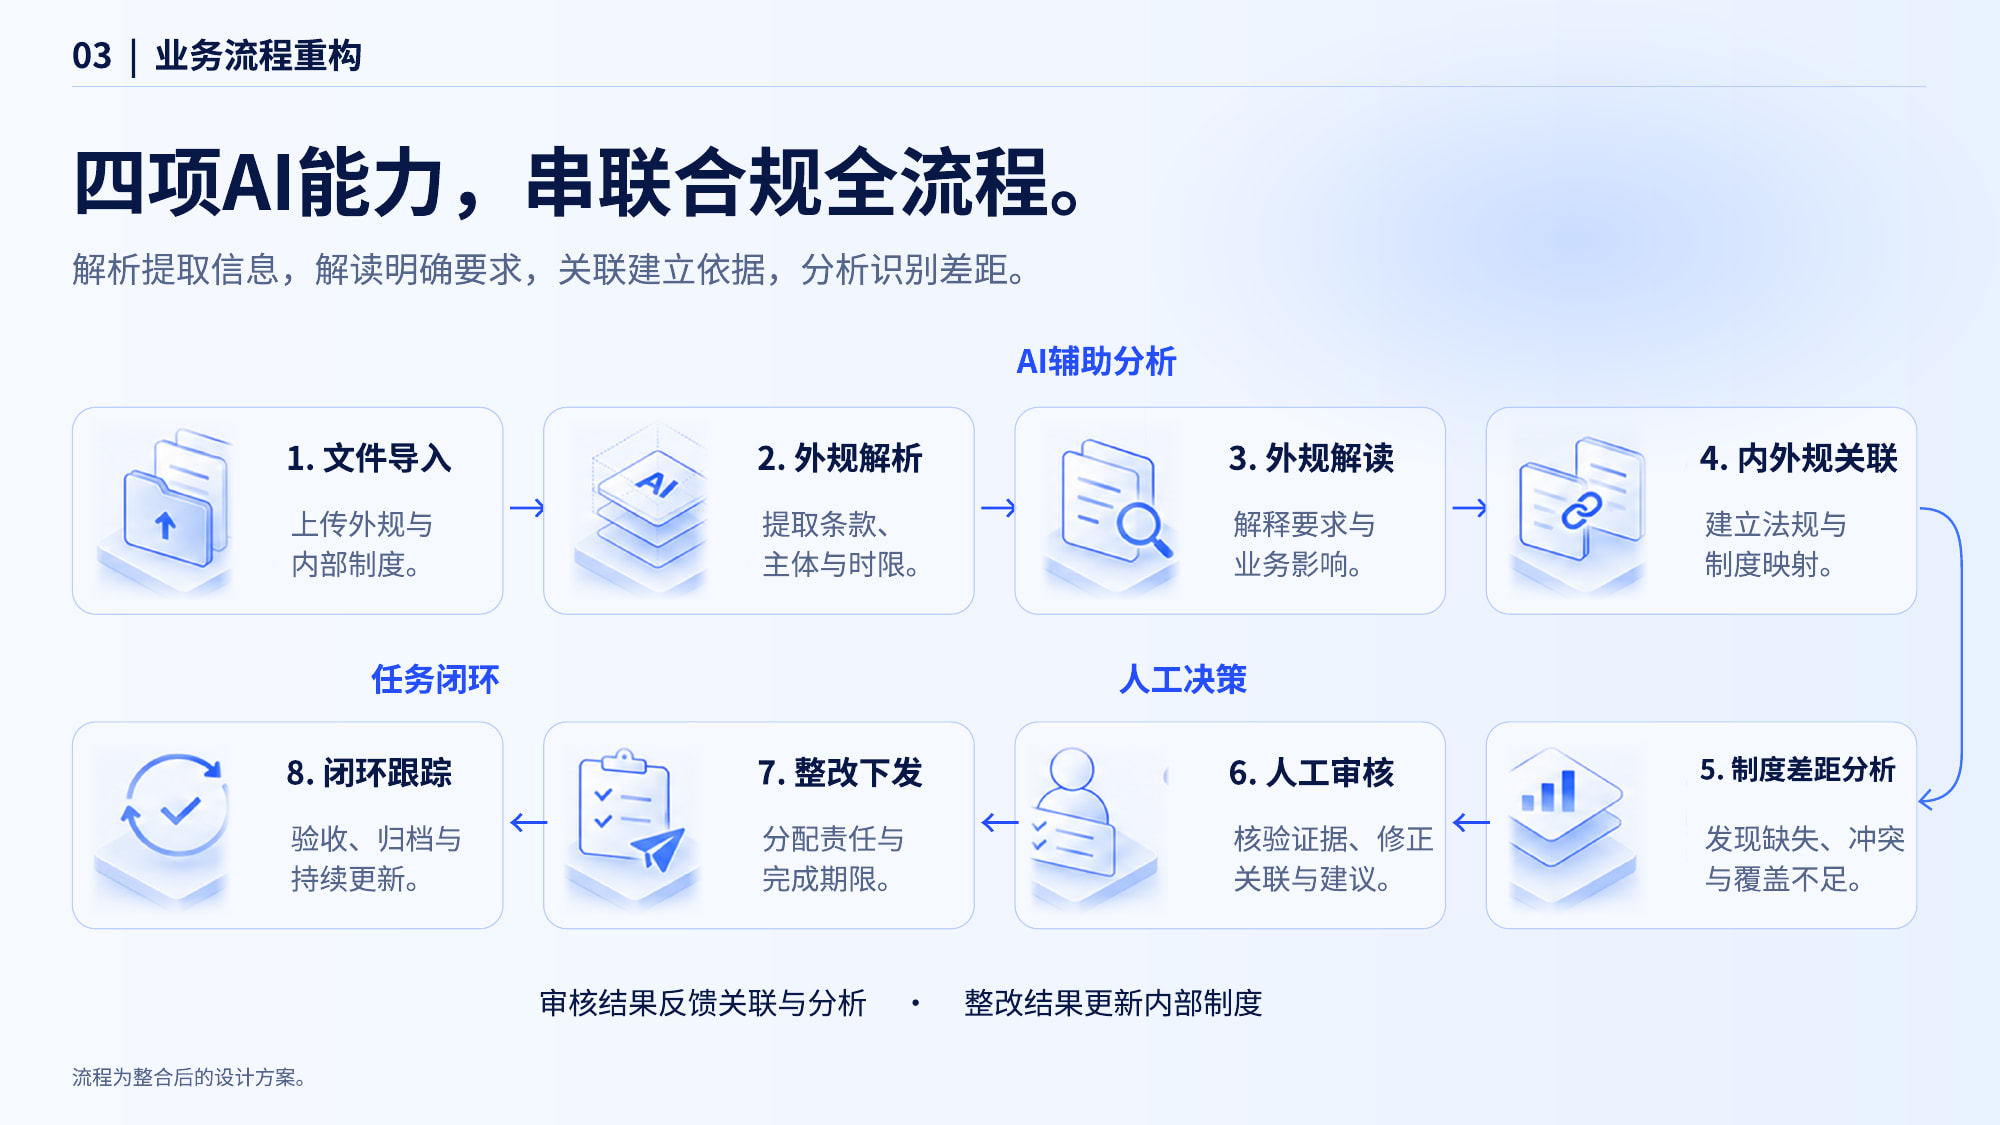 03 | 业务流程重构
四项AI能力，串联合规全流程。
解析提取信息，解读明确要求，关联建立依据，分析识别差距。
AI辅助分析
1. 文件导入
上传外规与
内部制度。
AI
2. 外规解析
提取条款、
主体与时限。
3. 外规解读
解释要求与
业务影响。
4. 内外规关联
建立法规与
制度映射。
任务闭环
人工决策
8. 闭环跟踪
验收、归档与
持续更新。
7. 整改下发
分配责任与
完成期限。
6. 人工审核
核验证据、修正
关联与建议。
5. 制度差距分析
发现缺失、冲突
与覆盖不足。
审核结果反馈关联与分析 · 整改结果更新内部制度
流程为整合后的设计方案。